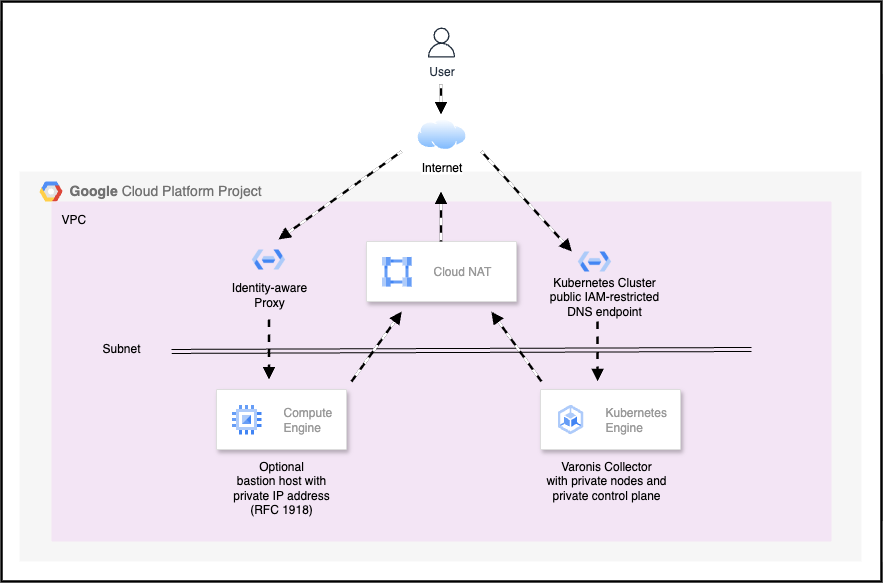 User
Internet
Google Cloud Platform Project
VPC
Identity-aware
Proxy
Cloud NAT
Kubernetes Cluster
public IAM-restricted
DNS endpoint
Subnet
Compute
Engine
Kubernetes
Engine
Optional
bastion host with
private IP address
(RFC 1918)
Varonis Collector
with private nodes and
private control plane